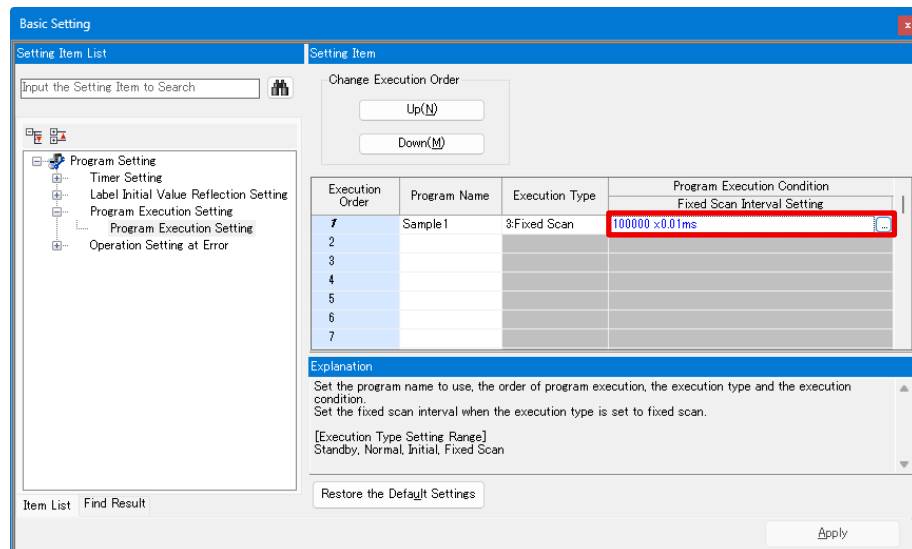 Basic Setting
x
Setting Item List
Input the Setting Item to Search
Program Setting
Timer Setting
Label Initial Value Reflection Setting
Program Execution Setting
Program Execution Setting
Operation Setting at Error
Item List
Find Result
Setting Item
Change Execution Order
Up(N)
Down(M)
Execution Order
Program Name
Execution Type
Program Execution Condition
Fixed Scan Interval Setting
1 Sample1 3:Fixed Scan 100000 x0.01ms ...
2
3
4
5
6
7
Explanation
Set the program name to use, the order of program execution, the execution type and the execution
condition.
Set the fixed scan interval when the execution type is set to fixed scan.
[Execution Type Setting Range]
Standby, Normal, Initial, Fixed Scan
Restore the Default Settings
Apply